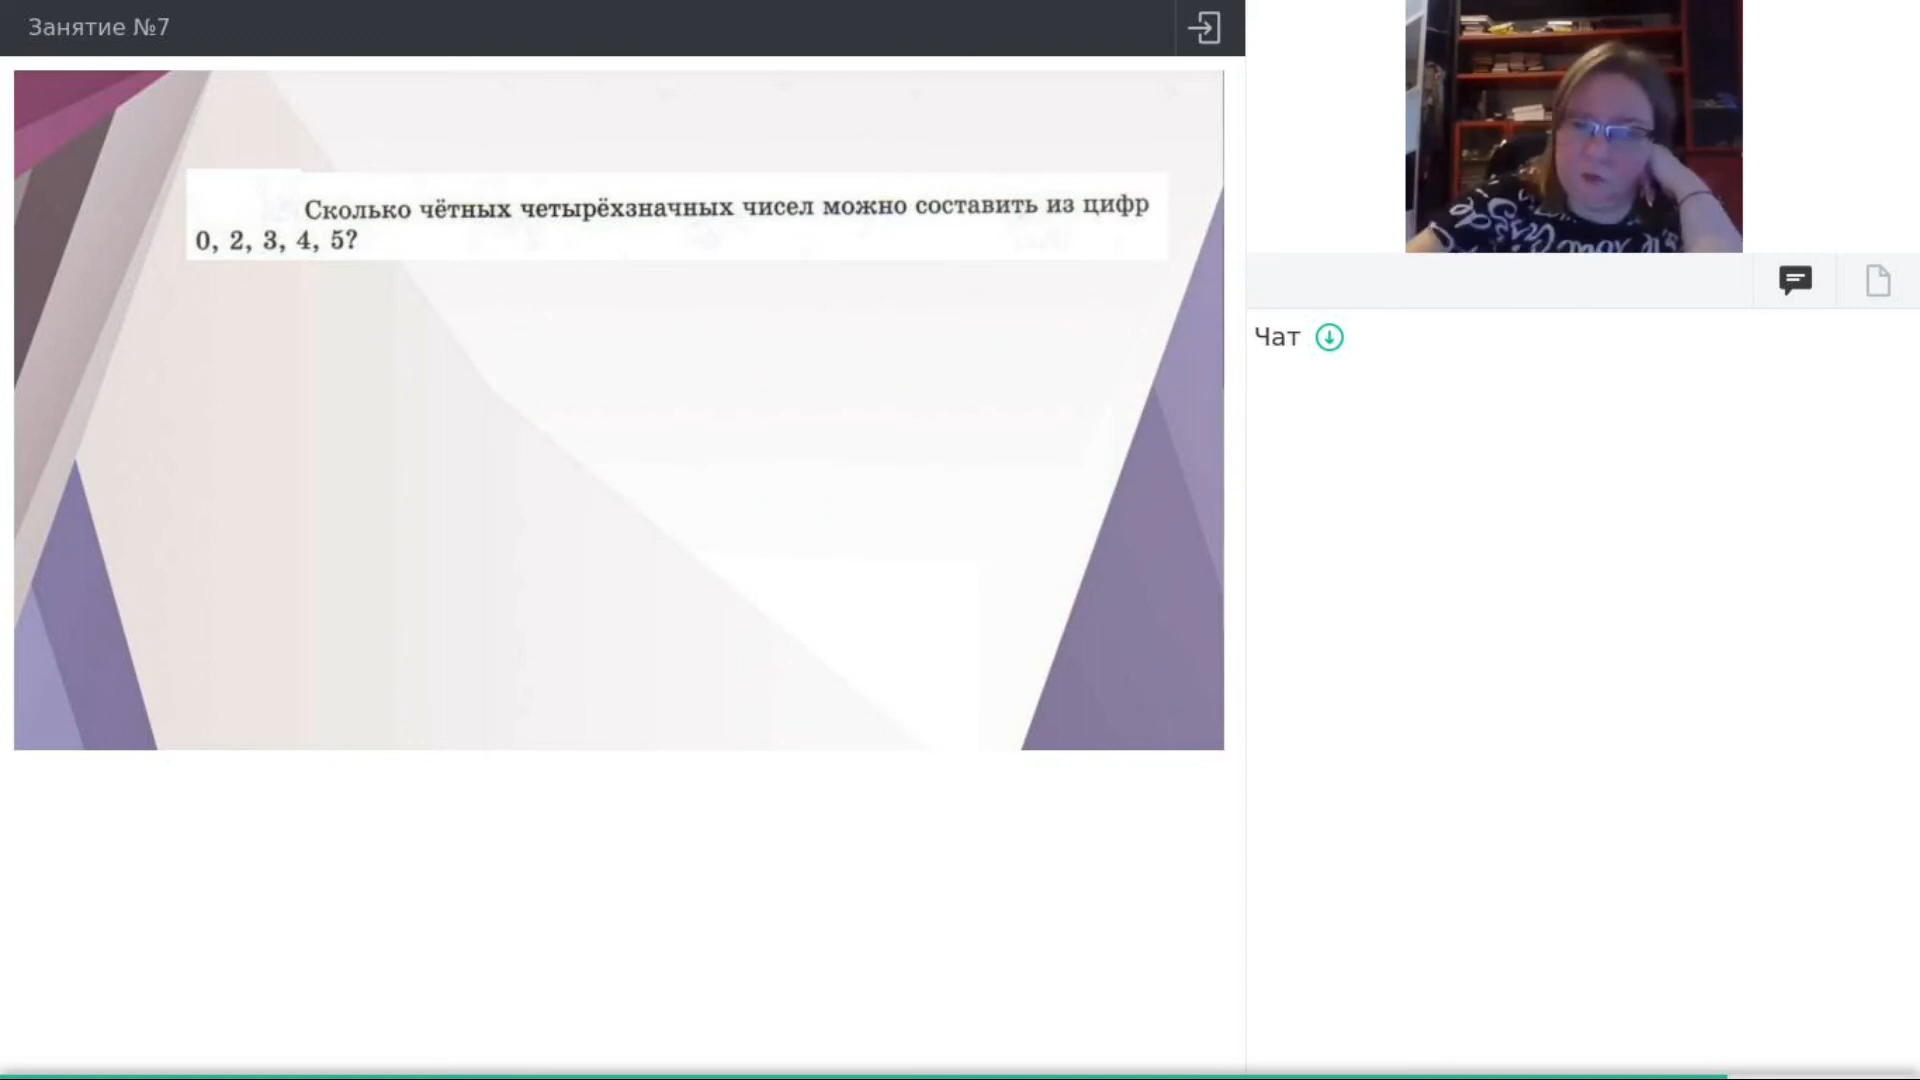 Занятие №7
Сколько чётных четырёхзначных чисел можно составить из цифр
0, 2, 3, 4, 5?
Чат